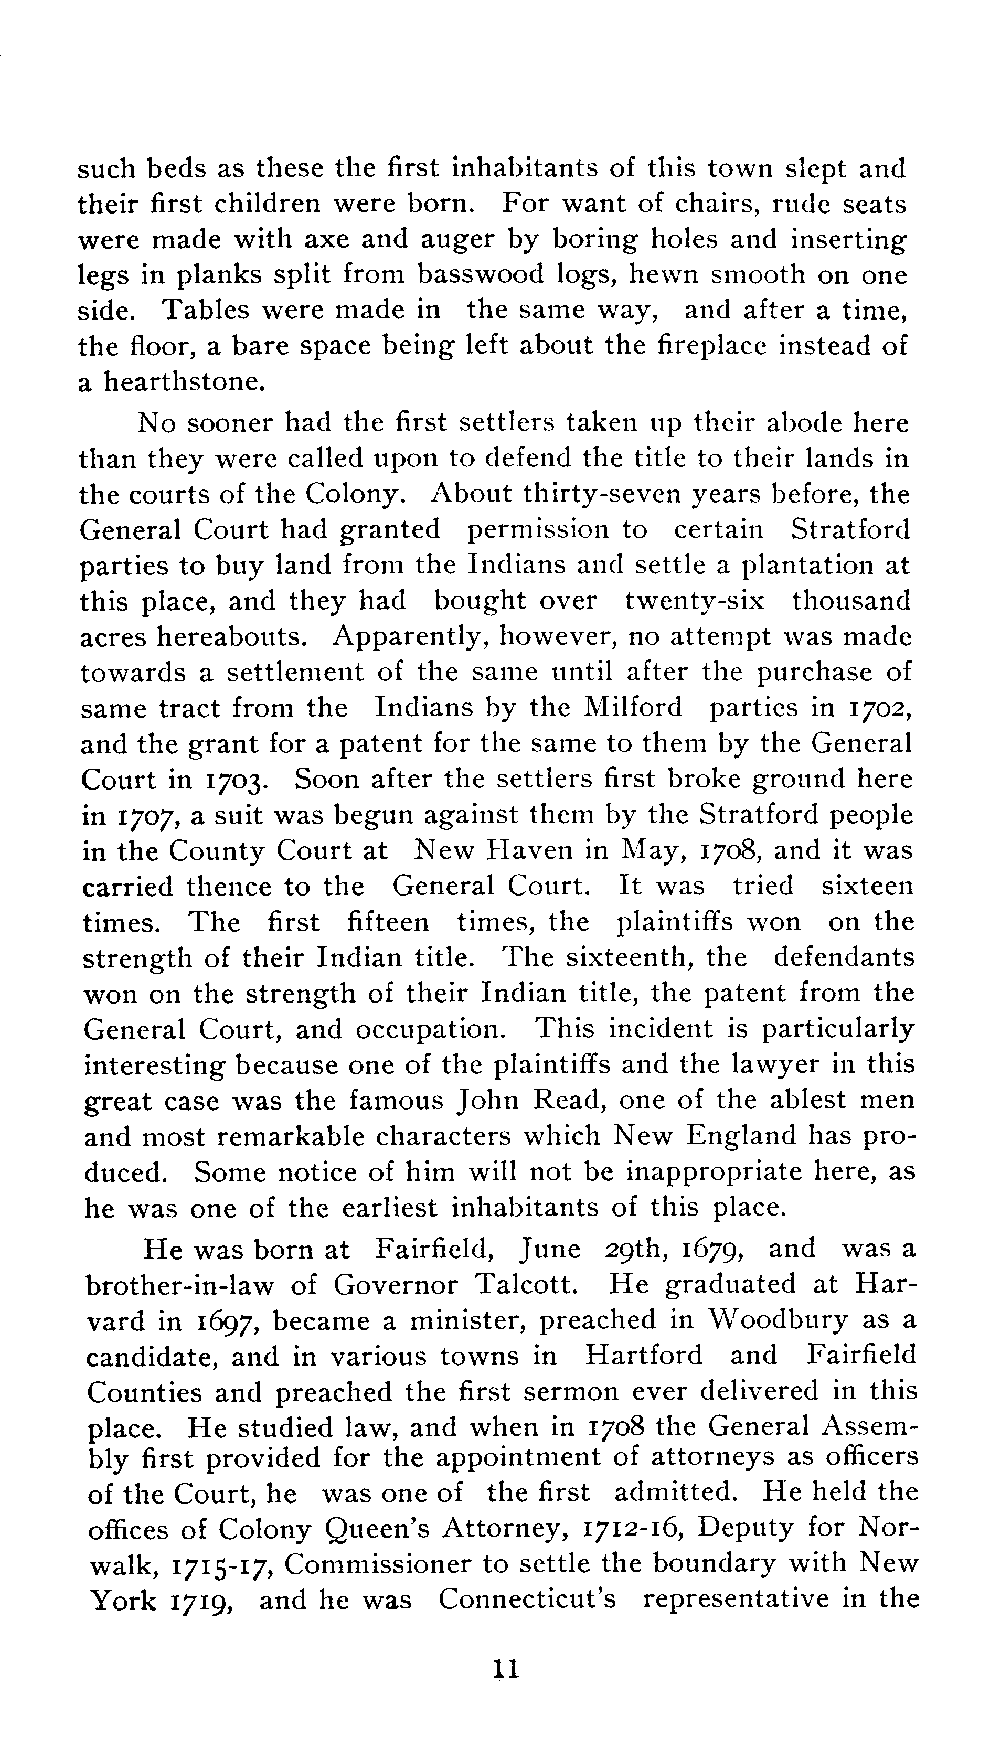 such beds as these the first inhabitants of this town slept and
their first children were born. For want of chairs, rude seats
were made with axe and auger by boring holes and inserting
legs in planks split from basswood logs, hewn smooth on one
side. Tables were made in the same way, and after a time,
the floor, a bare space being left about the fireplace instead of
a hearthstone.
No sooner had the first settlers taken up their abode here
than they were called upon to defend the title to their lands in
the courts of the Colony. About thirty-seven years before, the
General Court had granted permission to certain Stratford
parties to buy land from the Indians and settle a plantation at
this place, and they had bought over twenty-six thousand
acres hereabouts. Apparently, however, no attempt was made
towards a settlement of the same until after the purchase of
same tract from the Indians by the Milford parties in 1702,
and the grant for a patent for the same to them by the General
Court in 1703. Soon after the settlers first broke ground here
in 1707, a suit was begun against them by the Stratford people
in the County Court at New Haven in May, 1708, and it was
carried thence to the General Court. It was tried sixteen
times. The first fifteen times, the plaintiffs won on the
strength of their Indian title. The sixteenth, the defendants
won on the strength of their Indian title, the patent from the
General Court, and occupation. This incident is particularly
interesting because one of the plaintiffs and the lawyer in this
great case was the famous John Read, one of the ablest men
and most remarkable characters which New England has pro-
duced. Some notice of him will not be inappropriate here, as
he was one of the earliest inhabitants of this place.
He was born at Fairfield, June 29th, 1679, and was a
brother-in-law of Governor Talcott. He graduated at Har-
vard in 1697, became a minister, preached in Woodbury as a
candidate, and in various towns in Hartford and Fairfield
Counties and preached the first sermon ever delivered in this
place. He studied law, and when in 1708 the General Assem-
bly first provided for the appointment of attorneys as officers
of the Court, he was one of the first admitted. He held the
offices of Colony Queen's Attorney, 1712-16, Deputy for Nor-
walk, 1715-17, Commissioner to settle the boundary with New
York 1719, and he was Connecticut's representative in the
11